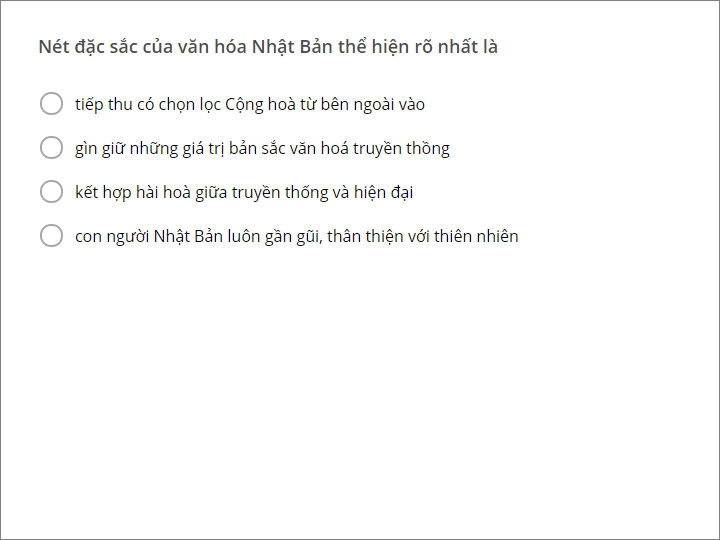 Nét đặc sắc của văn hóa Nhật Bản thể hiện rõ nhất là
tiếp thu có chọn lọc Cộng hoà từ bên ngoài vào
gìn giữ những giá trị bản sắc văn hoá truyền thồng
kết hợp hài hoà giữa truyền thống và hiện đại
con người Nhật Bản luôn gần gũi, thân thiện với thiên nhiên